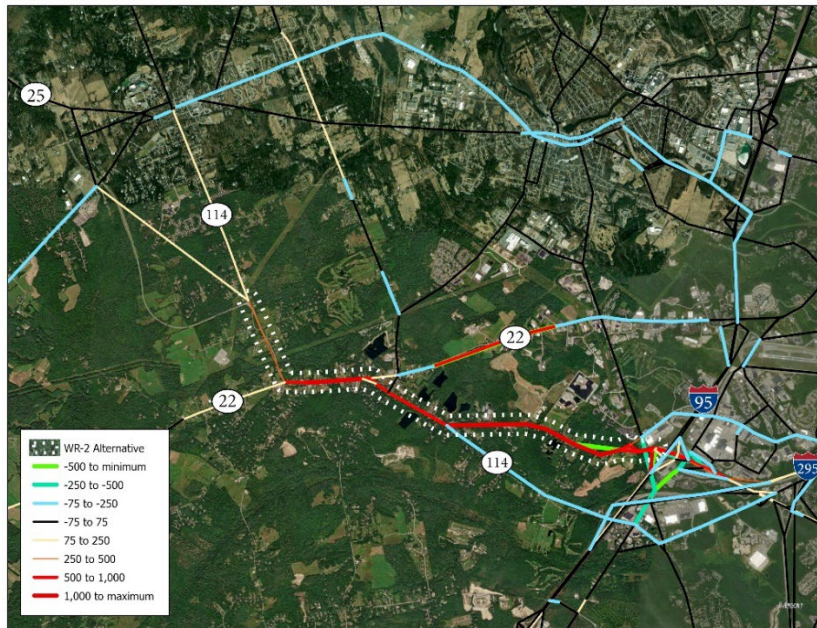 25
114
22
22
95
114
295
WR-2 Alternative
-500 to minimum
-250 to -500
-75 to -250
-75 to 75
75 to 250
250 to 500
500 to 1,000
1,000 to maximum